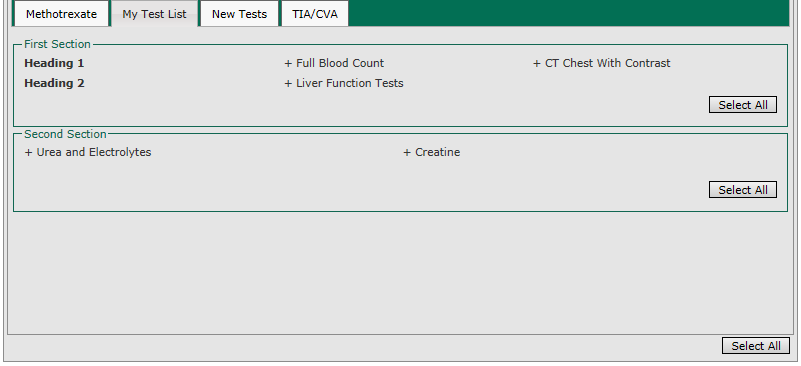 Methotrexate My Test List New Tests TIA/CVA
First Section
Heading 1 + Full Blood Count + CT Chest With Contrast
Heading 2 + Liver Function Tests
Select All
Second Section
+ Urea and Electrolytes + Creatine
Select All
Select All